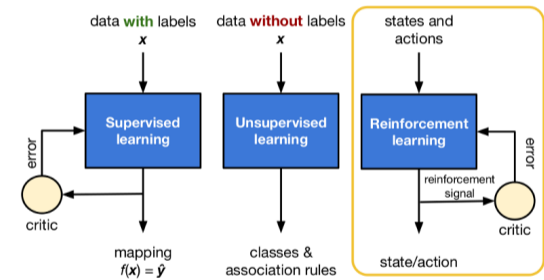 data with labels
x
Supervised
learning
error
critic
mapping
f(x) = ŷ
data without labels
x
Unsupervised
learning
classes &
association rules
states and
actions
Reinforcement
learning
error
reinforcement
signal
critic
state/action